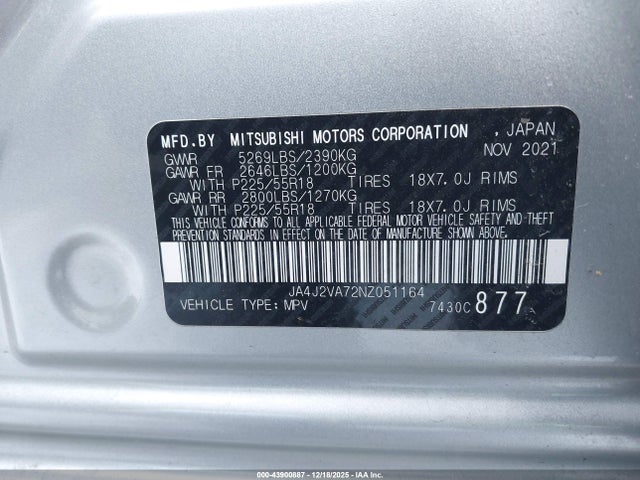 MFD.BY MITSUBISHI MOTORS CORPORATION , JAPAN
GVWR 5269LBS/2390KG NOV 2021
GAWR FR 2646LBS/1200KG
WITH P225/55R18 TIRES 18X7.0J RIMS
GAWR RR 2800LBS/1270KG
WITH P225/55R18 TIRES 18X7.0J RIMS
THIS VEHICLE CONFORMS TO ALL APPLICABLE FEDERAL MOTOR VEHICLE SAFETY AND THEFT
PREVENTION STANDARDS IN EFFECT ON THE DATE OF MANUFACTURE SHOWN ABOVE.
JA4J2VA72NZ051164
VEHICLE TYPE: MPV 7430C 877
000-43900887 • 12/18/2025 • IAA Inc.